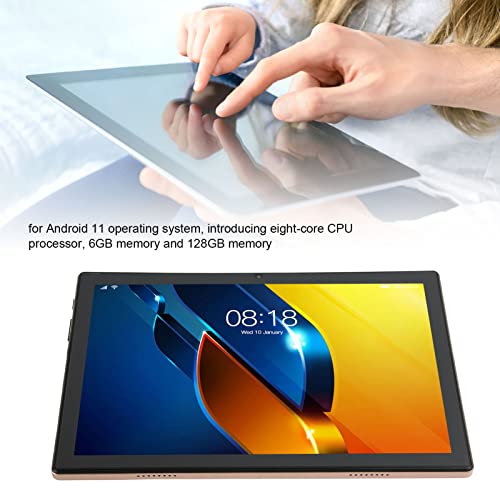 for Android 11 operating system, introducing eight-core CPU
processor, 6GB memory and 128GB memory
08:18
Wed 10 January